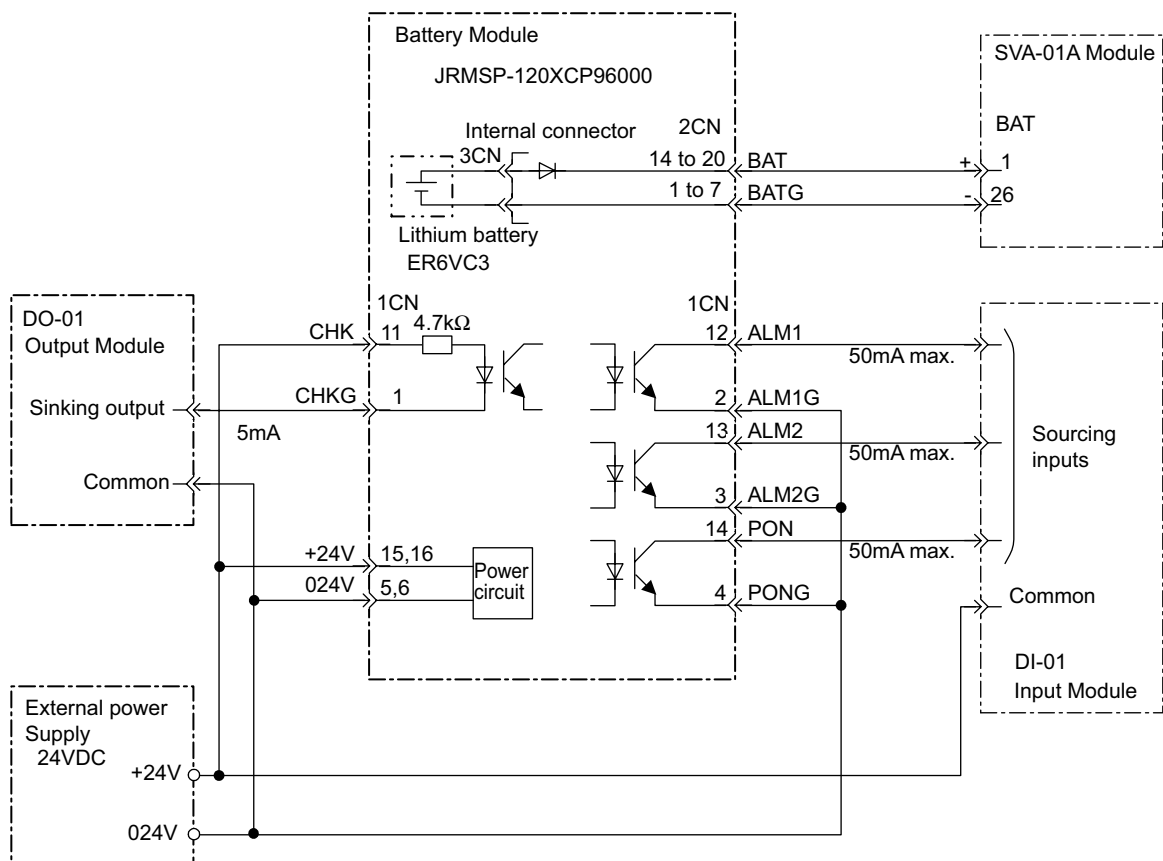 Battery Module
JRMSP-120XCP96000
SVA-01A Module
Internal connector
2CN
BAT
3CN
14 to 20
BAT
+
1
1 to 7
BATG
-
26
Lithium battery
ER6VC3
DO-01
Output Module
1CN
1CN
CHK
11
4.7kΩ
12
ALM1
50mA max.
Sinking output
CHKG
1
2
ALM1G
5mA
13
ALM2
50mA max.
Sourcing
inputs
Common
3
ALM2G
14
PON
50mA max.
+24V
15,16
024V
5,6
Power
circuit
4
PONG
Common
DI-01
Input Module
External power
Supply
24VDC
+24V
024V